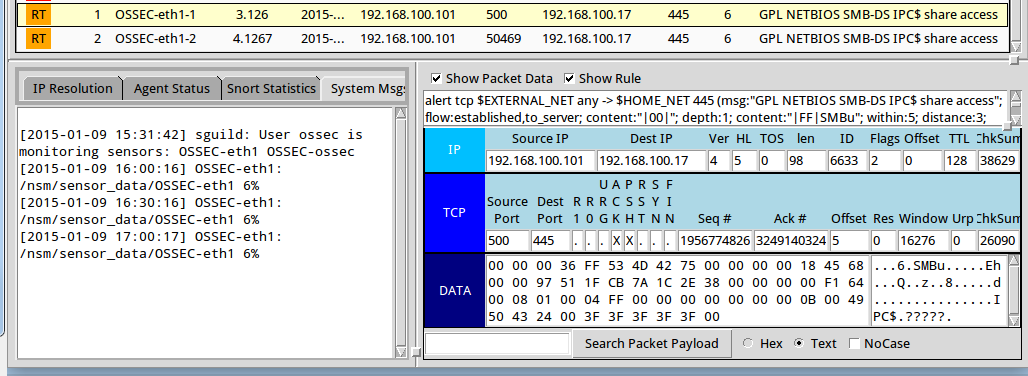 RT 1 OSSEC-eth1-1 3.126 2015-... 192.168.100.101 500 192.168.100.17 445 6 GPL NETBIOS SMB-DS IPC$ share access
RT 2 OSSEC-eth1-2 4.1267 2015-... 192.168.100.101 50469 192.168.100.17 445 6 GPL NETBIOS SMB-DS IPC$ share access
IP Resolution Agent Status Snort Statistics System Msgs
[2015-01-09 15:31:42] sguild: User ossec is
monitoring sensors: OSSEC-eth1 OSSEC-ossec
[2015-01-09 16:00:16] OSSEC-eth1:
/nsm/sensor_data/OSSEC-eth1 6%
[2015-01-09 16:30:16] OSSEC-eth1:
/nsm/sensor_data/OSSEC-eth1 6%
[2015-01-09 17:00:17] OSSEC-eth1:
/nsm/sensor_data/OSSEC-eth1 6%
Show Packet Data Show Rule
alert tcp $EXTERNAL_NET any -> $HOME_NET 445 (msg:"GPL NETBIOS SMB-DS IPC$ share access";
flow:established,to_server; content:"|00|"; depth:1; content:"|FF|SMBu"; within:5; distance:3;
IP
Source IP Dest IP Ver HL TOS len ID Flags Offset TTL ChkSum
192.168.100.101 192.168.100.17 4 5 0 98 6633 2 0 128 38629
TCP
U A P R S F
Source Dest R R R C S S Y I
Port Port 1 0 G K H T N N Seq # Ack # Offset Res Window Urp ChkSum
500 445 . . . X X . . . 1956774826 3249140324 5 0 16276 0 26090
DATA
00 00 00 36 FF 53 4D 42 75 00 00 00 00 18 45 68 ...6.SMBu.....Eh
00 00 97 51 1F CB 7A 1C 2E 38 00 00 00 00 F1 64 ...Q..z..8.....d
00 08 01 00 04 FF 00 00 00 00 00 00 00 0B 00 49 ...............I
50 43 24 00 3F 3F 3F 3F 3F 00 PC$.?????.
Search Packet Payload Hex Text NoCase